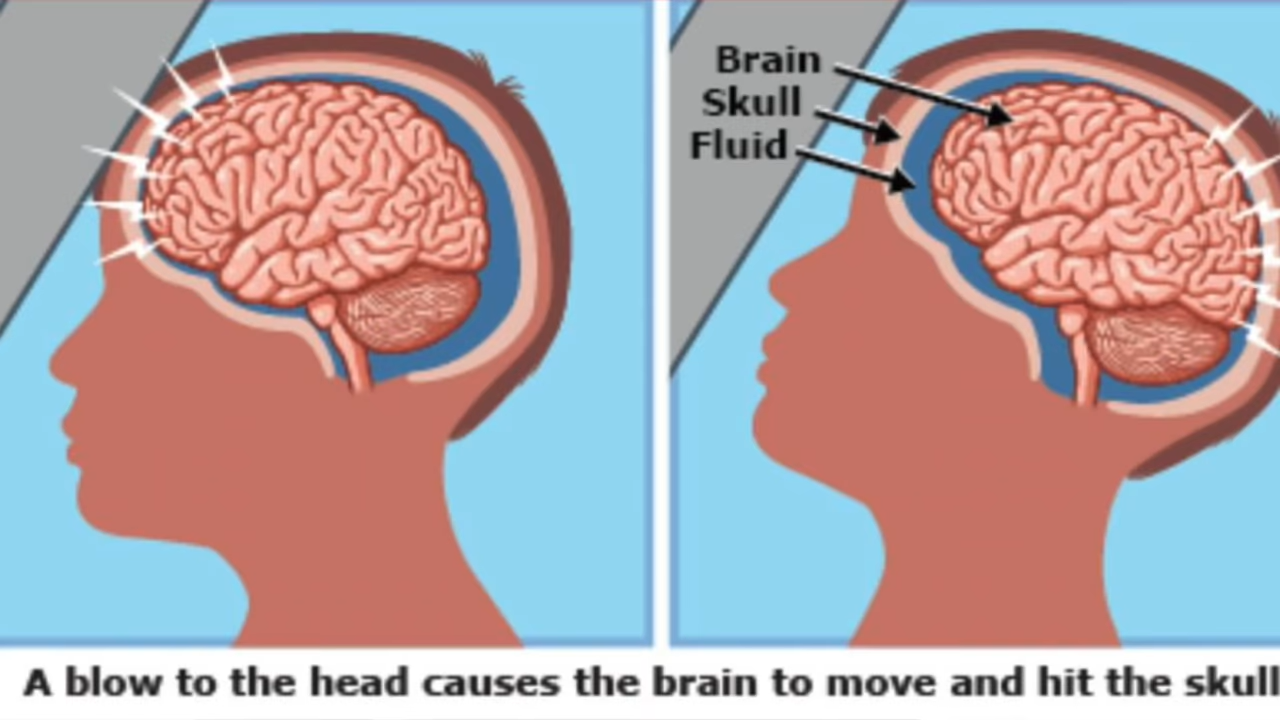 Brain
Skull
Fluid
A blow to the head causes the brain to move and hit the skull